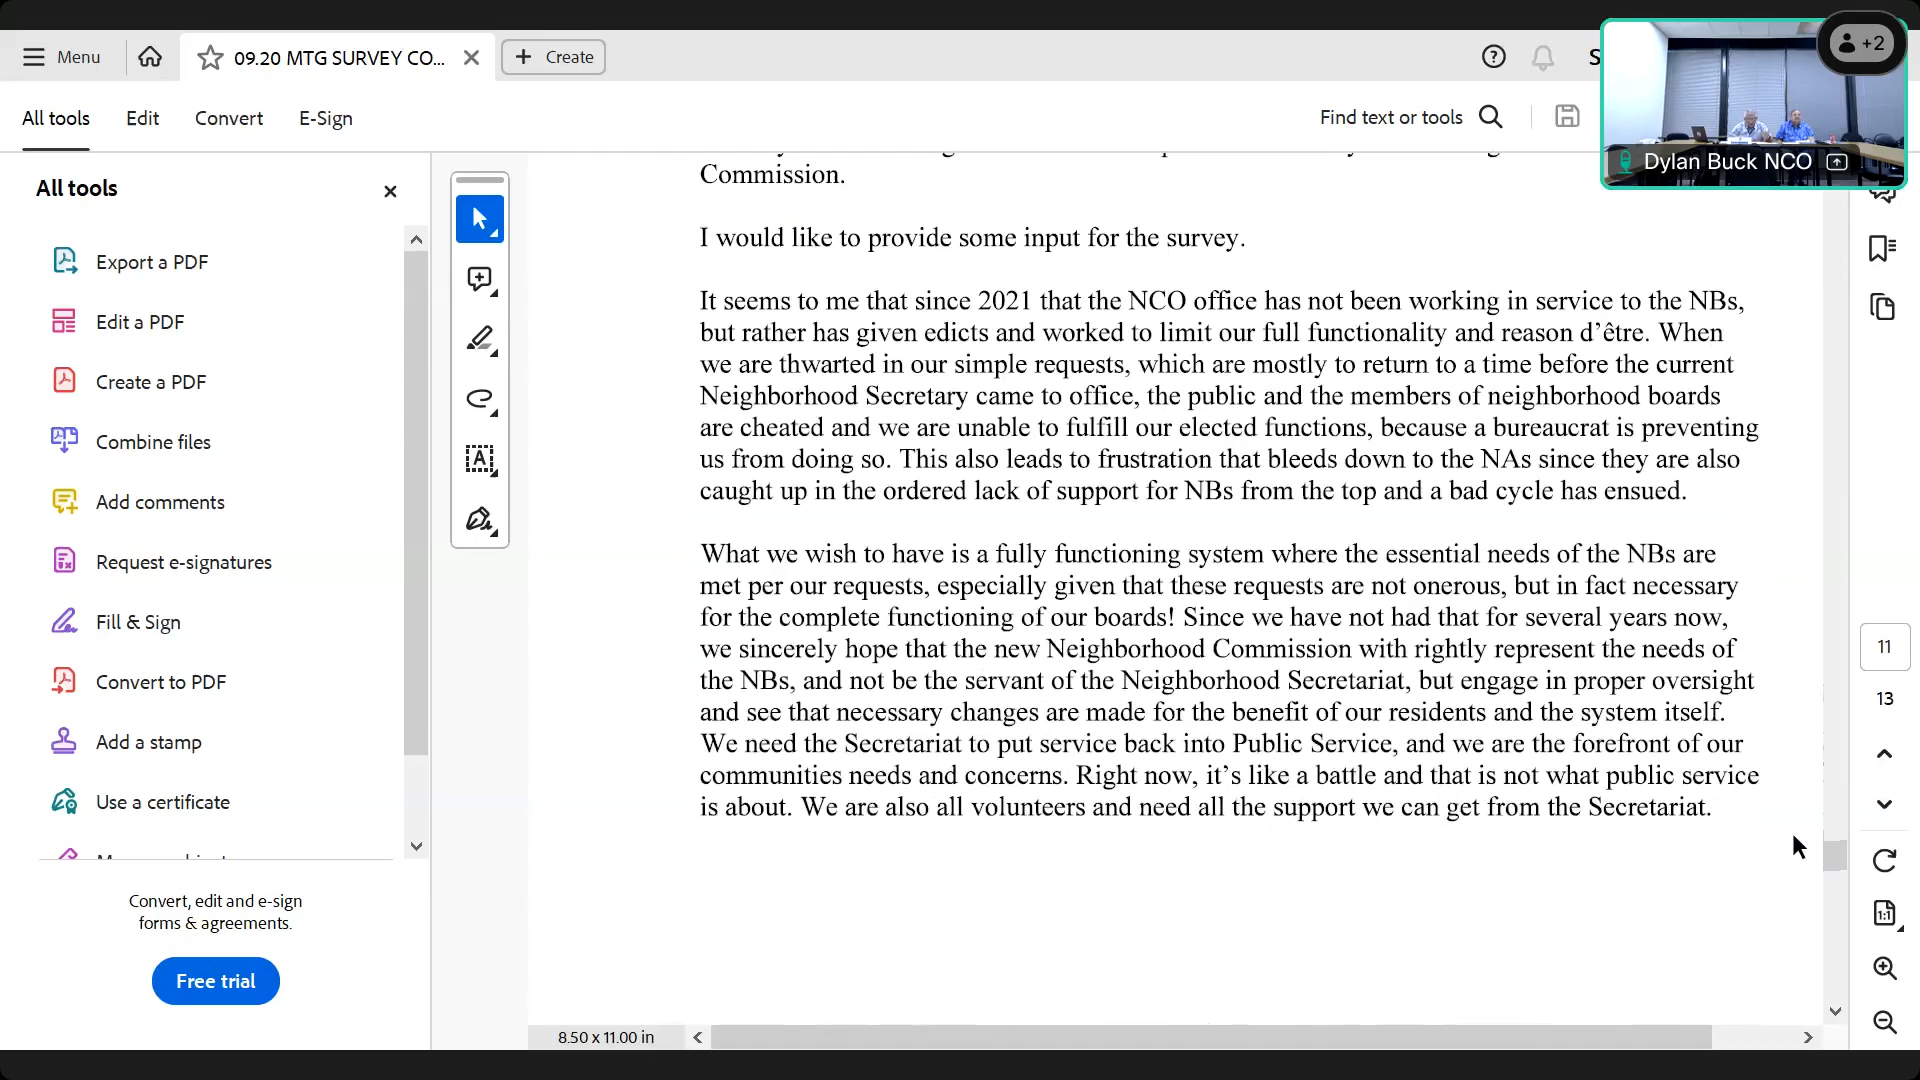 Menu
09.20 MTG SURVEY CO...
Create
+2
All tools
Edit
Convert
E-Sign
Find text or tools
Dylan Buck NCO
All tools
Export a PDF
Edit a PDF
Create a PDF
Combine files
Add comments
Request e-signatures
Fill & Sign
Convert to PDF
Add a stamp
Use a certificate
Convert, edit and e-sign
forms & agreements.
Free trial
Commission.
I would like to provide some input for the survey.
It seems to me that since 2021 that the NCO office has not been working in service to the NBs,
but rather has given edicts and worked to limit our full functionality and reason d’être. When
we are thwarted in our simple requests, which are mostly to return to a time before the current
Neighborhood Secretary came to office, the public and the members of neighborhood boards
are cheated and we are unable to fulfill our elected functions, because a bureaucrat is preventing
us from doing so. This also leads to frustration that bleeds down to the NAs since they are also
caught up in the ordered lack of support for NBs from the top and a bad cycle has ensued.
What we wish to have is a fully functioning system where the essential needs of the NBs are
met per our requests, especially given that these requests are not onerous, but in fact necessary
for the complete functioning of our boards! Since we have not had that for several years now,
we sincerely hope that the new Neighborhood Commission with rightly represent the needs of
the NBs, and not be the servant of the Neighborhood Secretariat, but engage in proper oversight
and see that necessary changes are made for the benefit of our residents and the system itself.
We need the Secretariat to put service back into Public Service, and we are the forefront of our
communities needs and concerns. Right now, it’s like a battle and that is not what public service
is about. We are also all volunteers and need all the support we can get from the Secretariat.
11
13
1:1
8.50 x 11.00 in